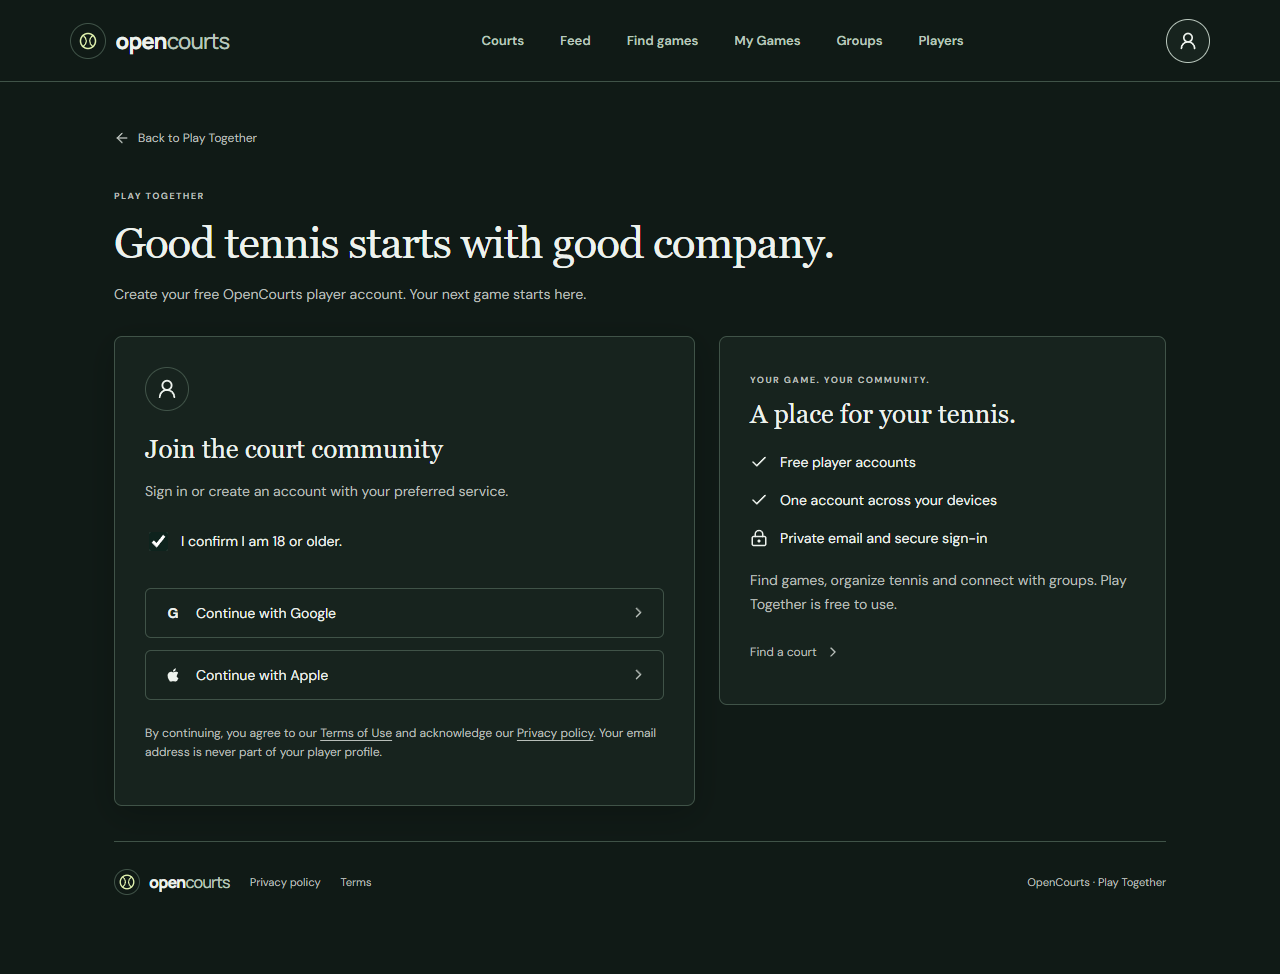 opencourts
Courts
Feed
Find games
My Games
Groups
Players
Back to Play Together
PLAY TOGETHER
Good tennis starts with good company.
Create your free OpenCourts player account. Your next game starts here.
Join the court community
Sign in or create an account with your preferred service.
I confirm I am 18 or older.
G Continue with Google
Continue with Apple
By continuing, you agree to our Terms of Use and acknowledge our Privacy policy. Your email
address is never part of your player profile.
YOUR GAME. YOUR COMMUNITY.
A place for your tennis.
Free player accounts
One account across your devices
Private email and secure sign-in
Find games, organize tennis and connect with groups. Play
Together is free to use.
Find a court
opencourts
Privacy policy
Terms
OpenCourts · Play Together